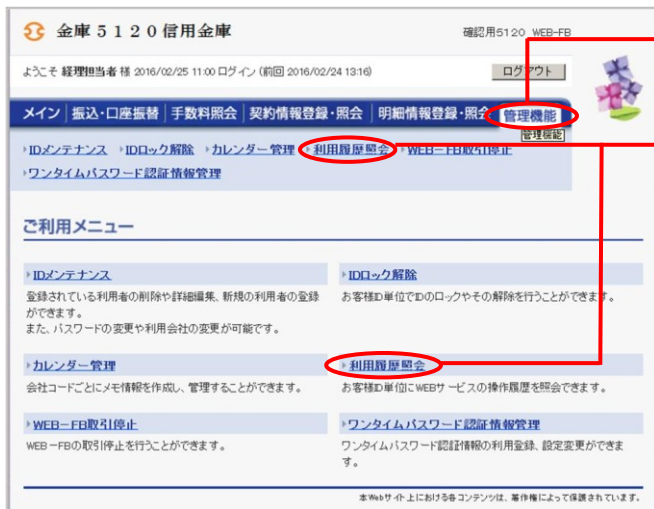 金庫５１２０信用金庫
確認用5120_WEB-FB
ようこそ 経理担当者 様 2016/02/25 11:00 ログイン (前回 2016/02/24 13:16)
ログアウト
メイン 振込・口座振替 手数料照会 契約情報登録・照会 明細情報登録・照会 管理機能
管理機能
IDメンテナンス IDロック解除 カレンダー管理 利用履歴照会 WEB－FB取引停止
ワンタイムパスワード認証情報管理
ご利用メニュー
IDメンテナンス
登録されている利用者の削除や詳細編集、新規の利用者の登録
ができます。
また、パスワードの変更や利用会社の変更が可能です。
IDロック解除
お客様ID単位でIDのロックやその解除を行うことができます。
カレンダー管理
会社コードごとにメモ情報を作成し、管理することができます。
利用履歴照会
お客様ID単位にWEBサービスの操作履歴を照会できます。
WEB－FB取引停止
WEB－FBの取引停止を行うことができます。
ワンタイムパスワード認証情報管理
ワンタイムパスワード認証情報の利用登録、設定変更ができま
す。
本Webサイト上における各コンテンツは、著作権によって保護されています。